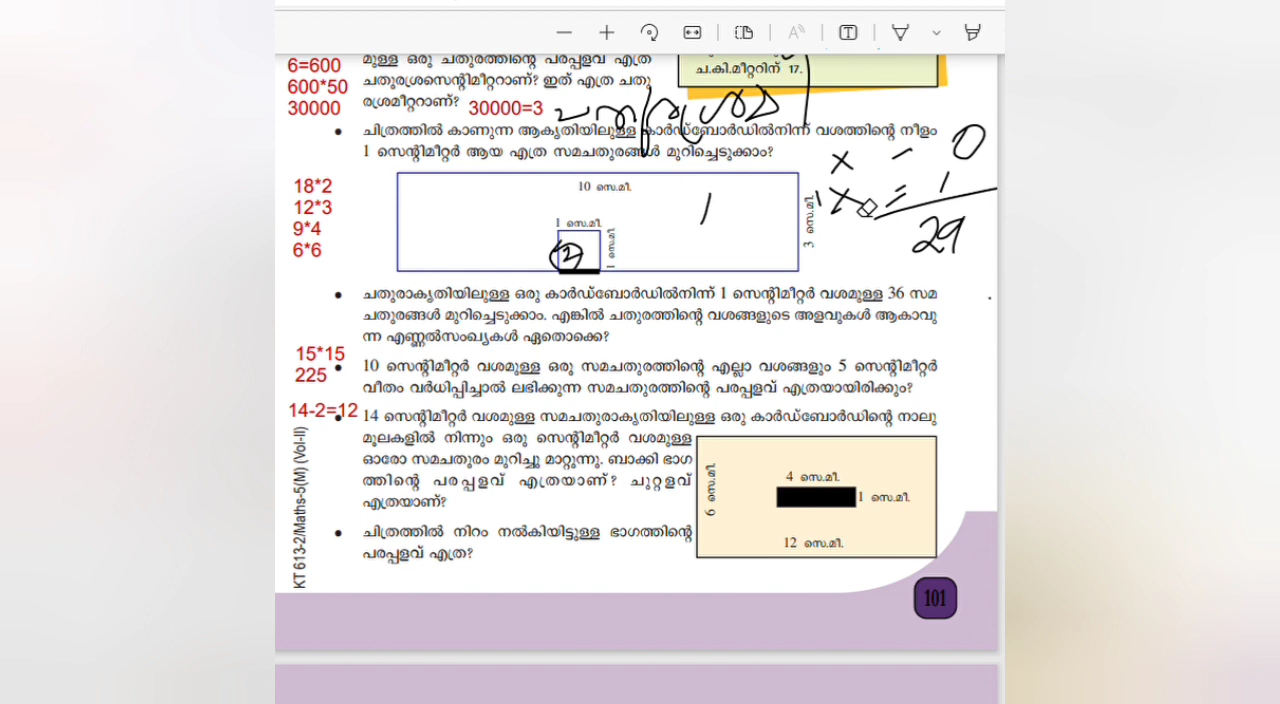 6=600
600*50
30000
മുള്ള ഒരു ചതുരത്തിന്റെ പരപ്പളവ് എത്ര
ചതുരശ്രസെന്റിമീറ്ററാണ്? ഇത് എത്ര ചതു
രശ്രമീറ്ററാണ്?
30000=3
ച.കി.മീറ്ററിന് 17.
• ചിത്രത്തിൽ കാണുന്ന ആകൃതിയിലുള്ള കാർഡ്ബോർഡിൽനിന്ന് വശത്തിന്റെ നീളം
1 സെന്റിമീറ്റർ ആയ എത്ര സമചതുരങ്ങൾ മുറിച്ചെടുക്കാം?
18*2
12*3
9*4
6*6
10 സെ.മീ.
1 സെ.മീ.
1 സെ.മീ.
3 സെ.മീ.
1
2
29
• ചതുരാകൃതിയിലുള്ള ഒരു കാർഡ്ബോർഡിൽനിന്ന് 1 സെന്റിമീറ്റർ വശമുള്ള 36 സമ
ചതുരങ്ങൾ മുറിച്ചെടുക്കാം. എങ്കിൽ ചതുരത്തിന്റെ വശങ്ങളുടെ അളവുകൾ ആകാവു
ന്ന എണ്ണൽസംഖ്യകൾ ഏതൊക്കെ?
15*15
225
• 10 സെന്റിമീറ്റർ വശമുള്ള ഒരു സമചതുരത്തിന്റെ എല്ലാ വശങ്ങളും 5 സെന്റിമീറ്റർ
വീതം വർധിപ്പിച്ചാൽ ലഭിക്കുന്ന സമചതുരത്തിന്റെ പരപ്പളവ് എത്രയായിരിക്കും?
14-2=12
• 14 സെന്റിമീറ്റർ വശമുള്ള സമചതുരാകൃതിയിലുള്ള ഒരു കാർഡ്ബോർഡിന്റെ നാലു
മൂലകളിൽ നിന്നും ഒരു സെന്റിമീറ്റർ വശമുള്ള
ഓരോ സമചതുരം മുറിച്ചു മാറ്റുന്നു. ബാക്കി ഭാഗ
ത്തിന്റെ പരപ്പളവ് എത്രയാണ്? ചുറ്റളവ്
എത്രയാണ്?
• ചിത്രത്തിൽ നിറം നൽകിയിട്ടുള്ള ഭാഗത്തിന്റെ
പരപ്പളവ് എത്ര?
4 സെ.മീ.
1 സെ.മീ.
6 സെ.മീ.
12 സെ.മീ.
KT 613-2/Maths-5(M) (Vol-II)
101